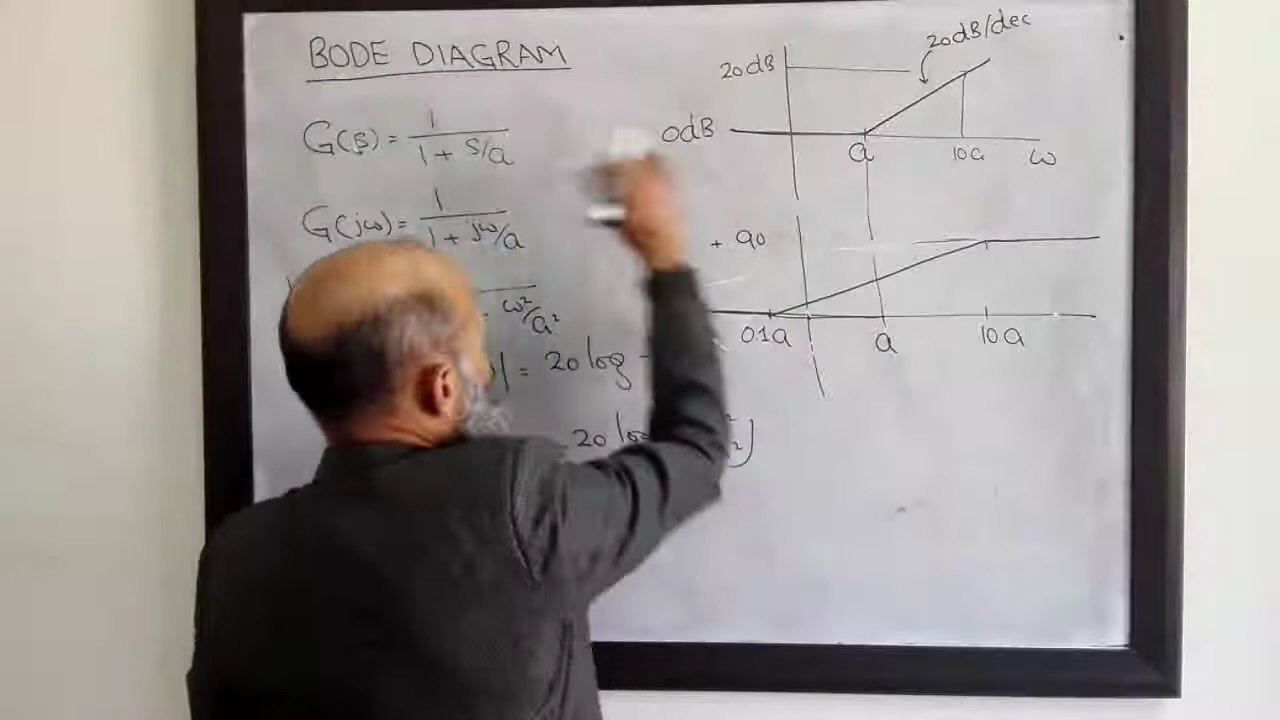 BODE DIAGRAM
G(s) = 1 / (1 + s/a)
G(jω) = 1 / (1 + jω/a)
ω²/a²
| = 20 log
20 log
20dB
20dB/dec
0dB
a 10a ω
+ 90
0.1a a 10a